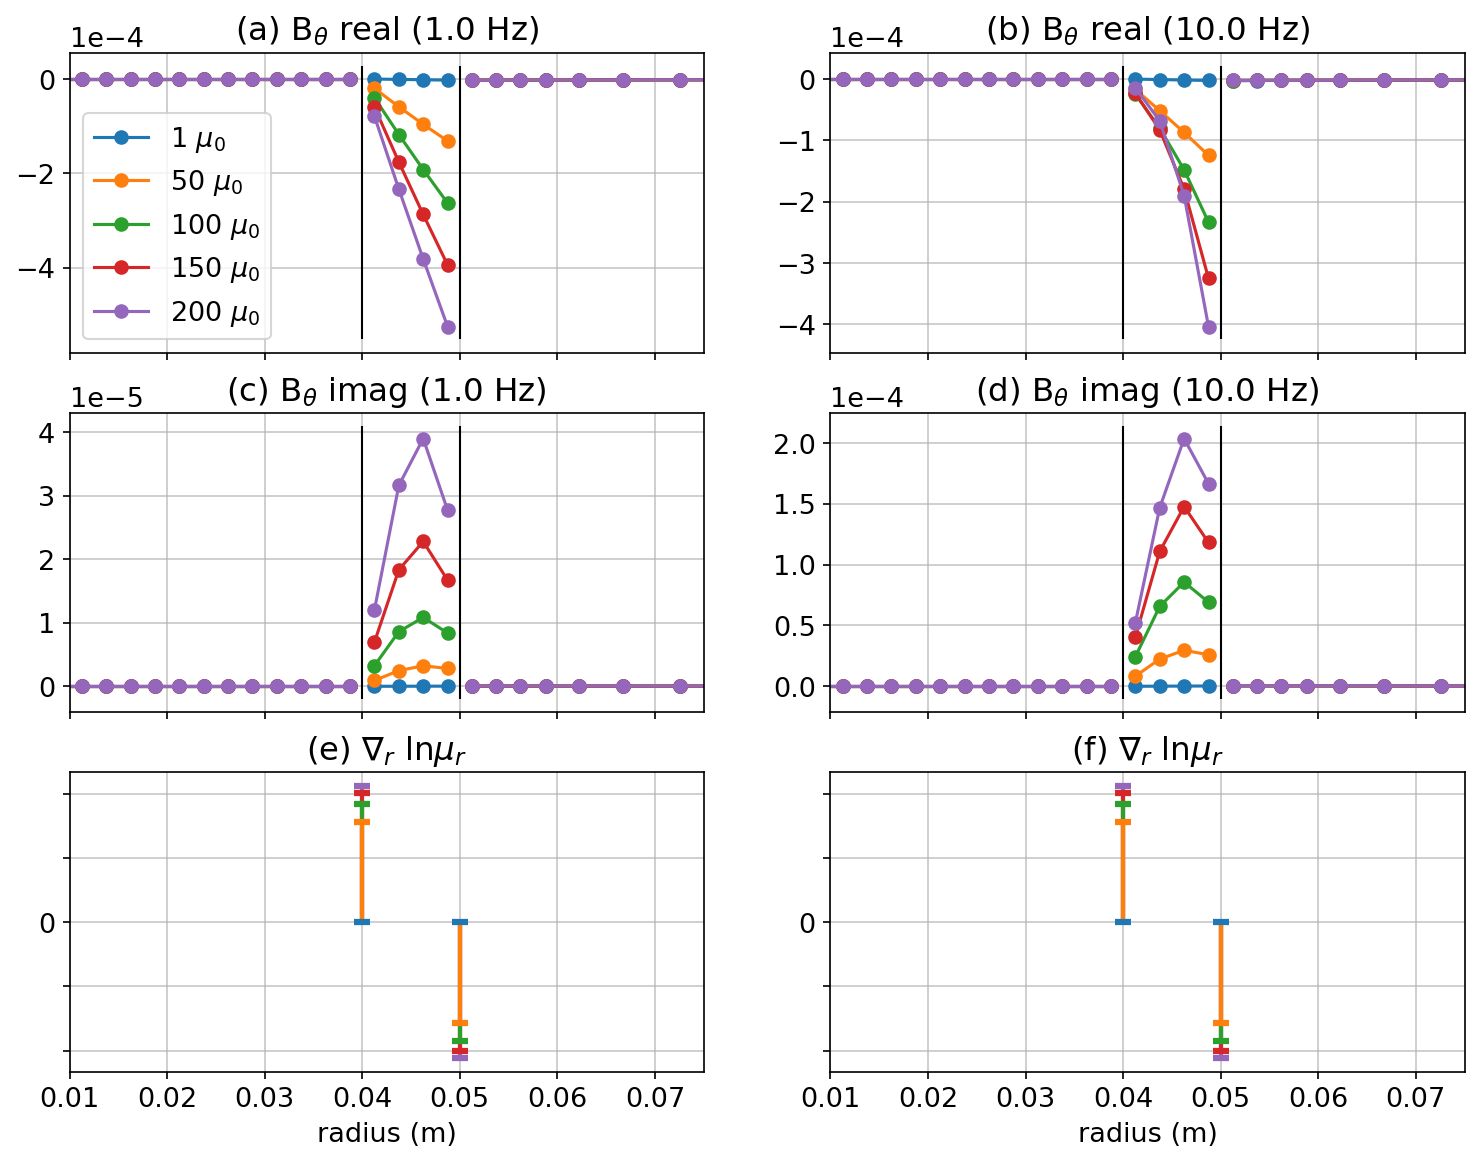 (a) Bθ real (1.0 Hz)
1e−4
0
−2
−4
1 μ0
50 μ0
100 μ0
150 μ0
200 μ0
(b) Bθ real (10.0 Hz)
1e−4
0
−1
−2
−3
−4
(c) Bθ imag (1.0 Hz)
1e−5
4
3
2
1
0
(d) Bθ imag (10.0 Hz)
1e−4
2.0
1.5
1.0
0.5
0.0
(e) ∇r lnμr
0
0.01 0.02 0.03 0.04 0.05 0.06 0.07
radius (m)
(f) ∇r lnμr
0
0.01 0.02 0.03 0.04 0.05 0.06 0.07
radius (m)